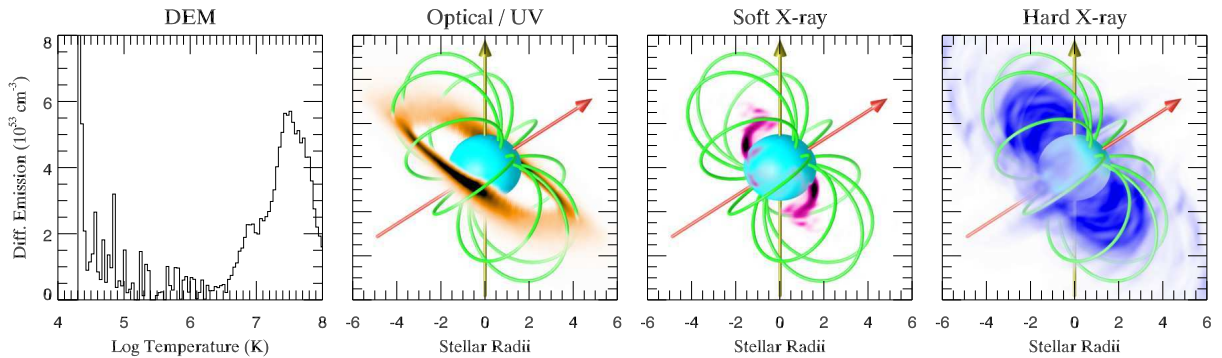 DEM
Optical / UV
Soft X-ray
Hard X-ray
Diff. Emission (10^53 cm^-3)
8
6
4
2
0
4 5 6 7 8
-6 -4 -2 0 2 4 6
-6 -4 -2 0 2 4 6
-6 -4 -2 0 2 4 6
Log Temperature (K)
Stellar Radii
Stellar Radii
Stellar Radii